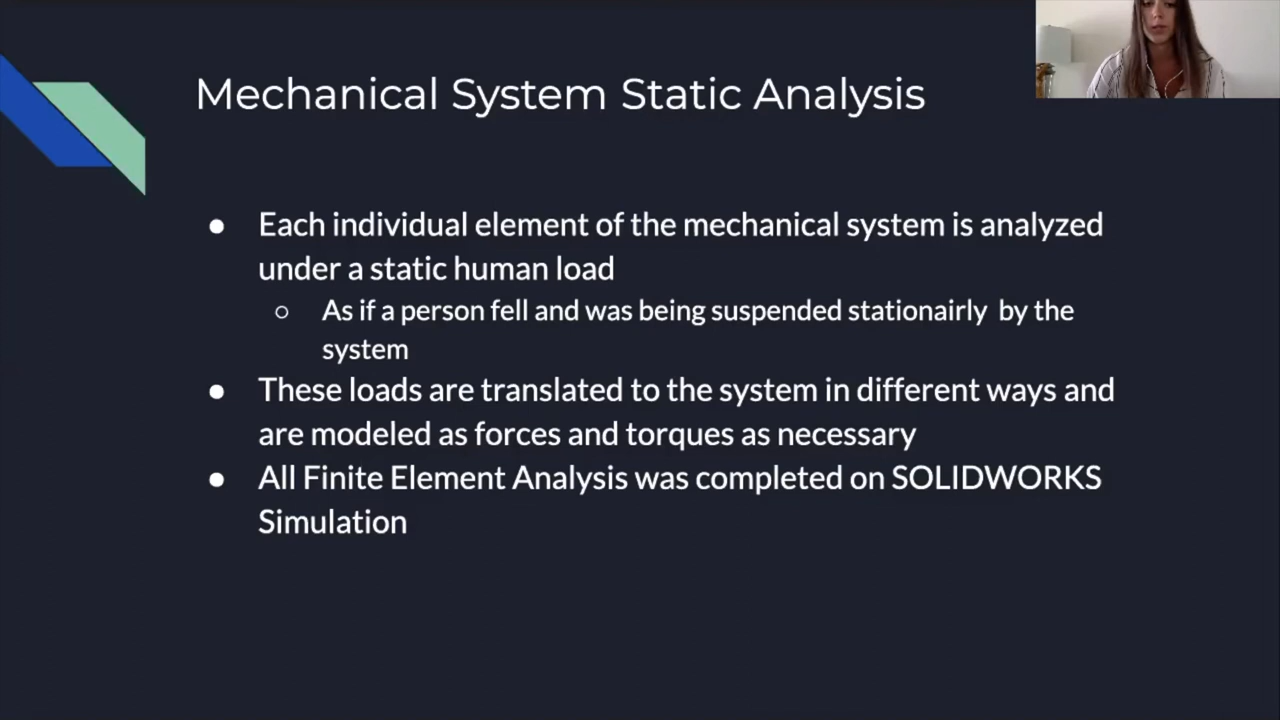 Mechanical System Static Analysis
● Each individual element of the mechanical system is analyzed
under a static human load
○ As if a person fell and was being suspended stationairly  by the
system
● These loads are translated to the system in different ways and
are modeled as forces and torques as necessary
● All Finite Element Analysis was completed on SOLIDWORKS
Simulation